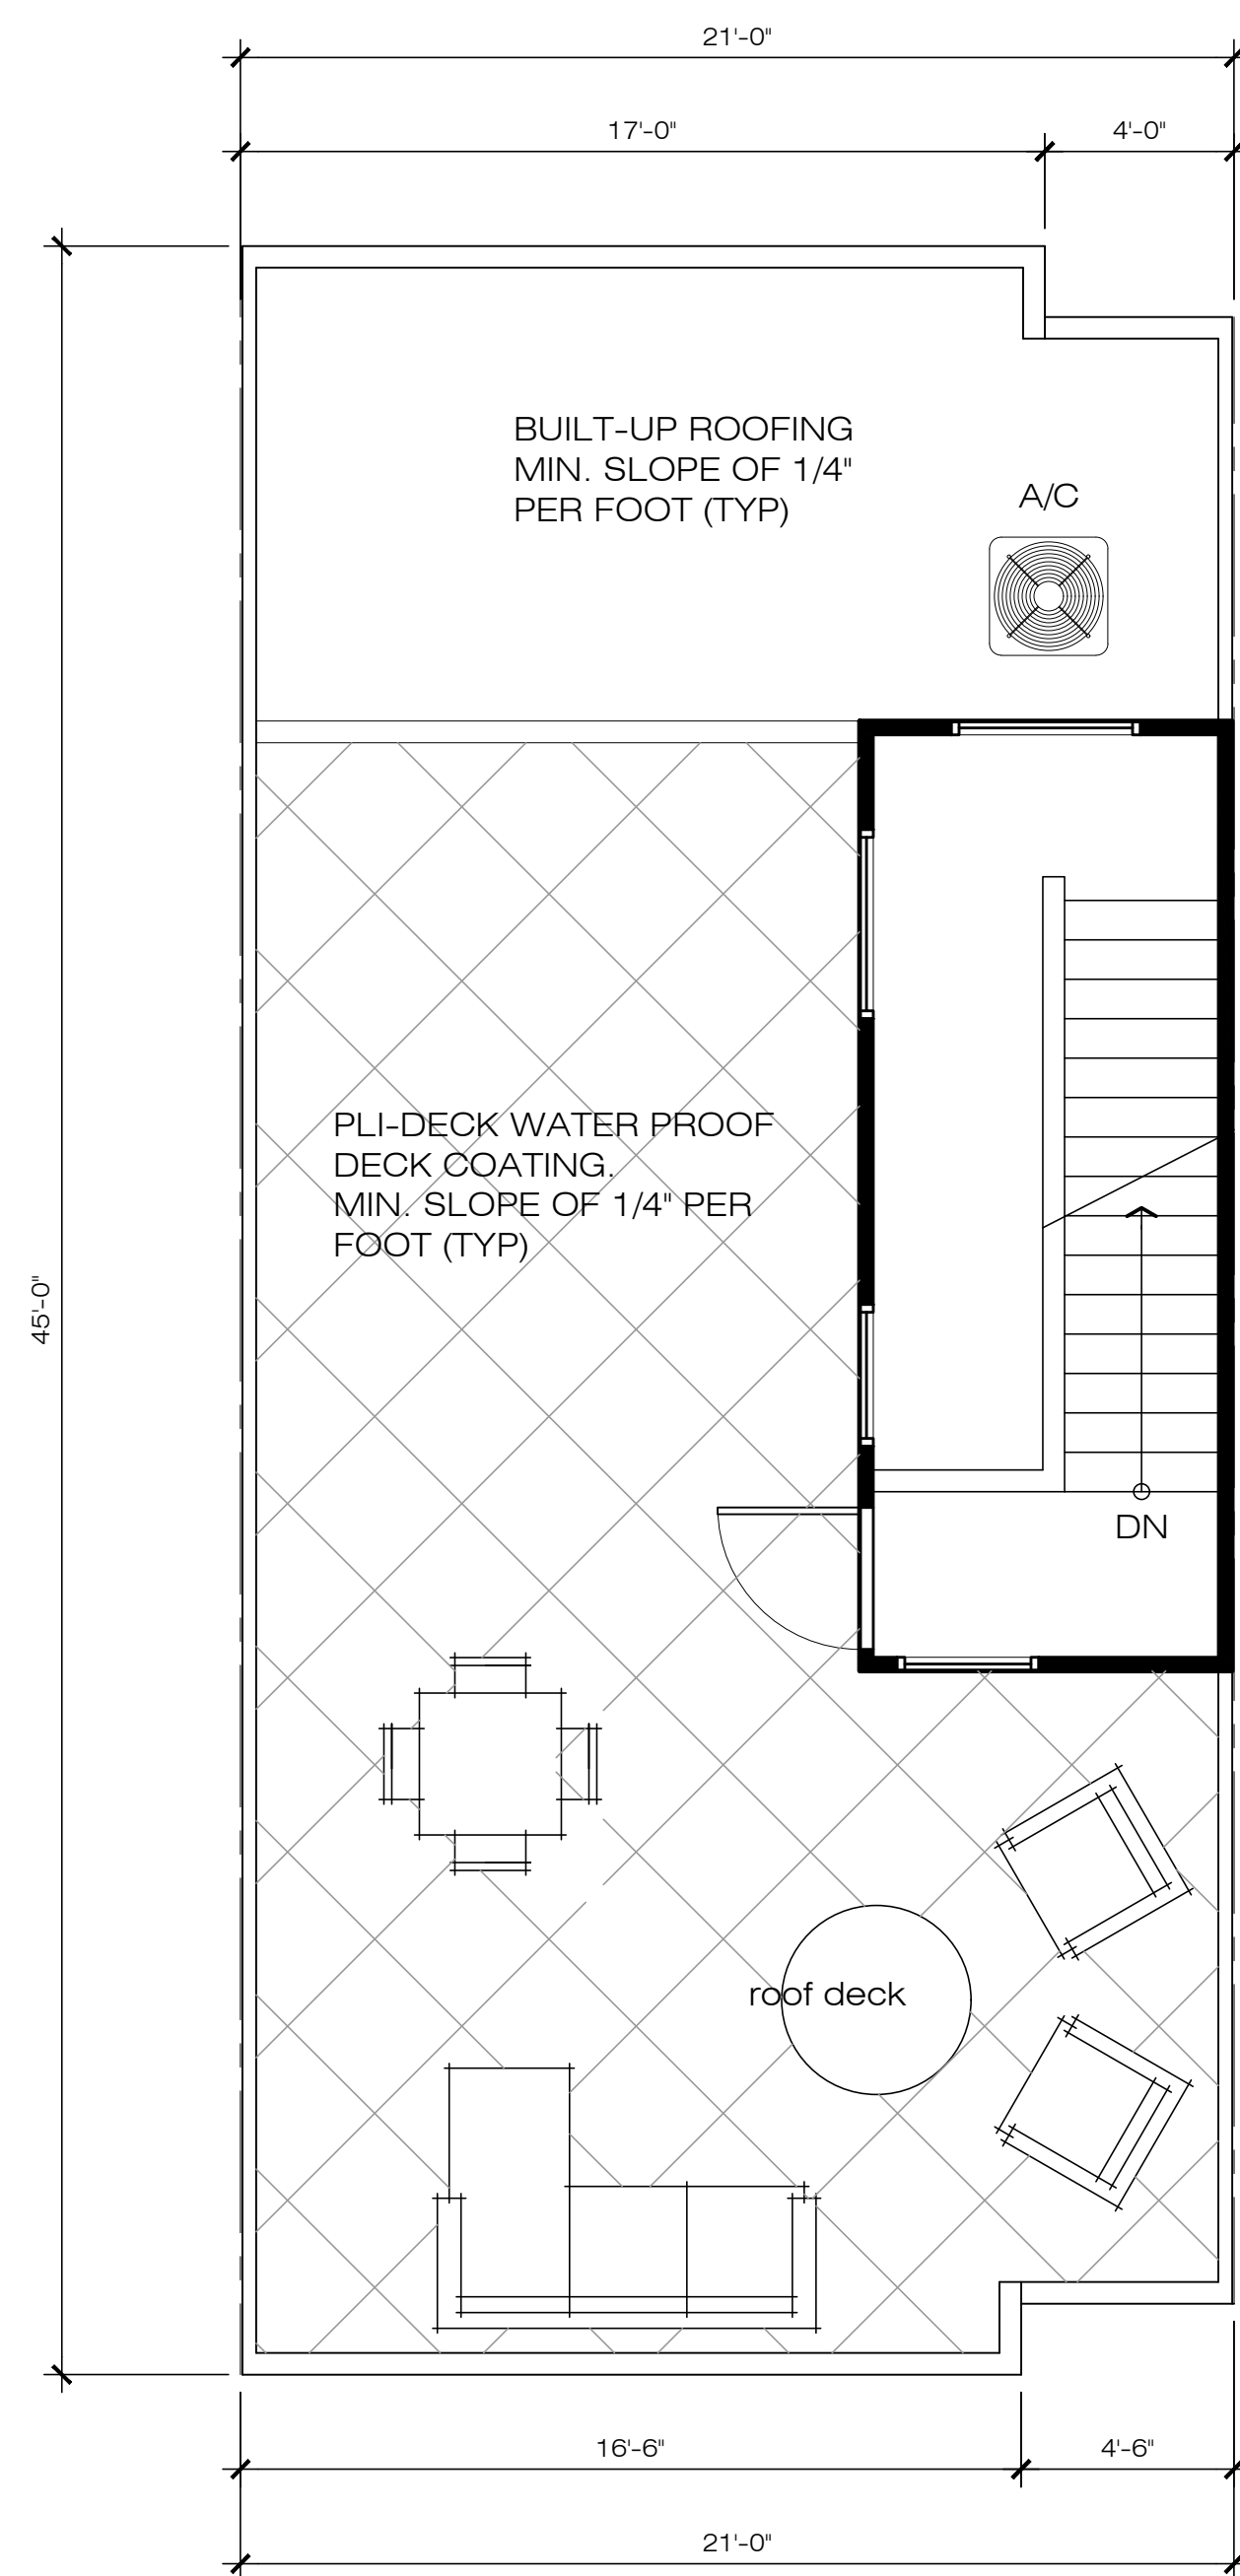 21'-0"
17'-0"
4'-0"
BUILT-UP ROOFING
MIN. SLOPE OF 1/4"
PER FOOT (TYP)
A/C
PLI-DECK WATER PROOF
DECK COATING.
MIN. SLOPE OF 1/4" PER
FOOT (TYP)
45'-0"
DN
roof deck
16'-6"
4'-6"
21'-0"